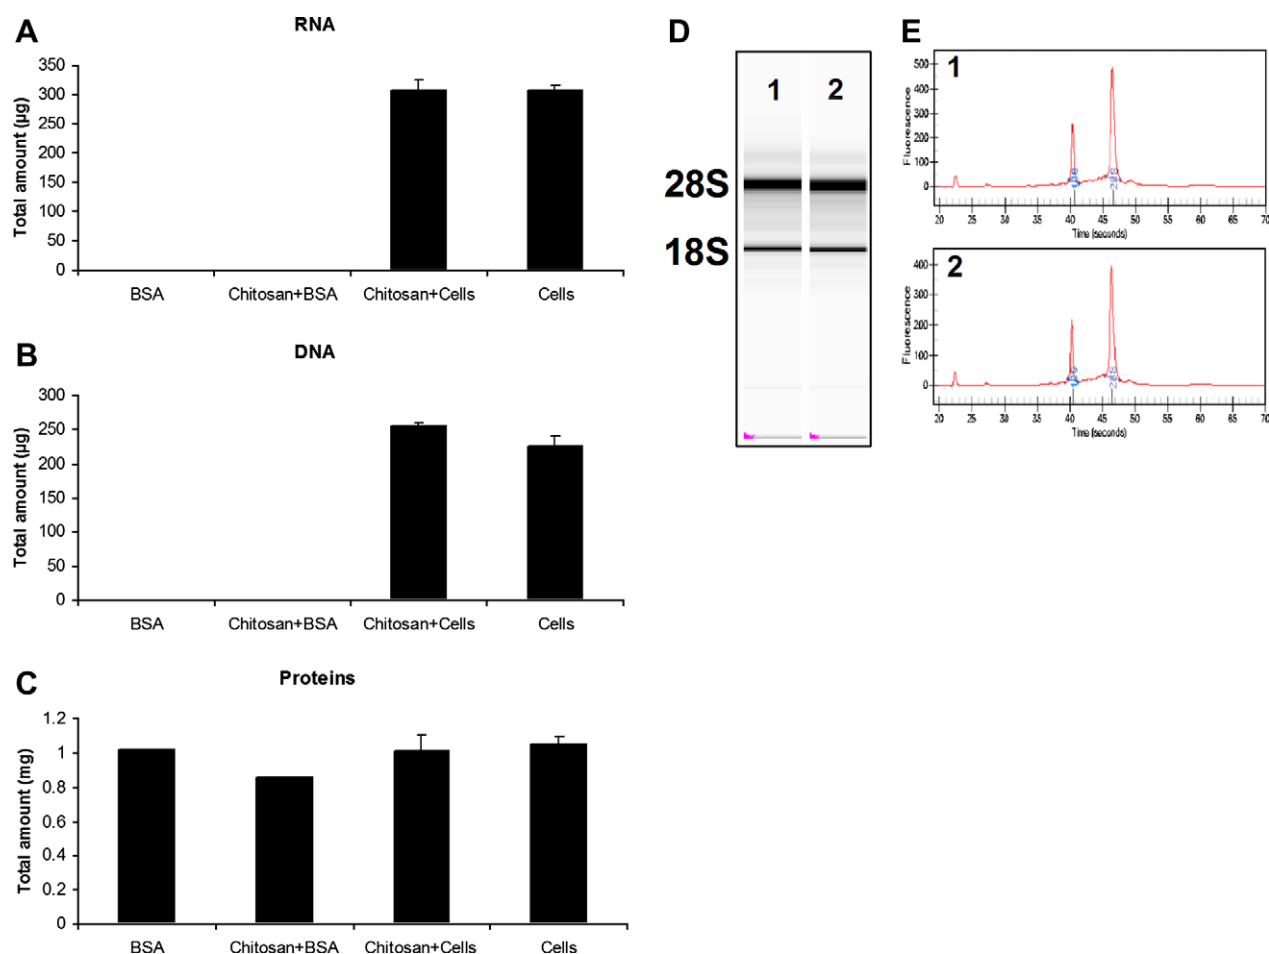 A
RNA
Total amount (µg)
350
300
250
200
150
100
50
0
BSA
Chitosan+BSA
Chitosan+Cells
Cells
B
DNA
Total amount (µg)
300
250
200
150
100
50
0
BSA
Chitosan+BSA
Chitosan+Cells
Cells
C
Proteins
Total amount (mg)
1.2
1
0.8
0.6
0.4
0.2
0
BSA
Chitosan+BSA
Chitosan+Cells
Cells
D
1 2
28S
18S
E
1
Fluorescence
500
400
300
200
100
0
28S
20 25 30 35 40 45 50 55 60 65 70
Time (seconds)
2
Fluorescence
400
300
200
100
0
28S
20 25 30 35 40 45 50 55 60 65 70
Time (seconds)